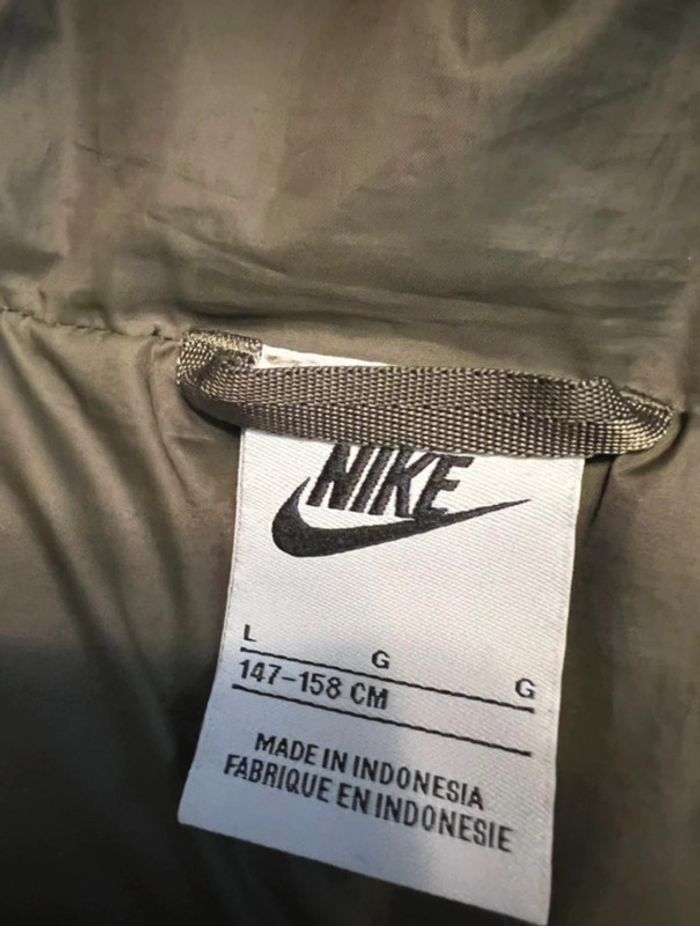 NIKE
L G G
147-158 CM
MADE IN INDONESIA
FABRIQUE EN INDONESIE